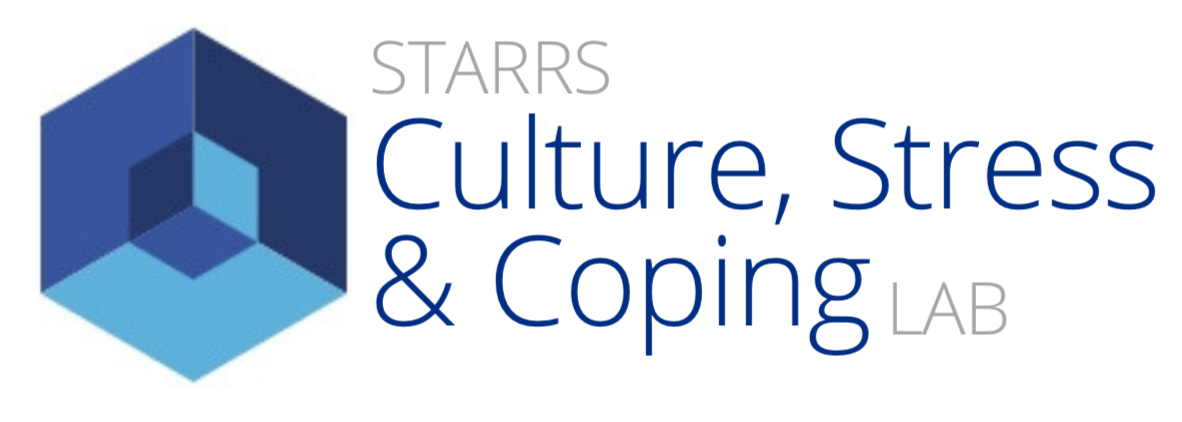 STARRS
Culture, Stress
& Coping LAB